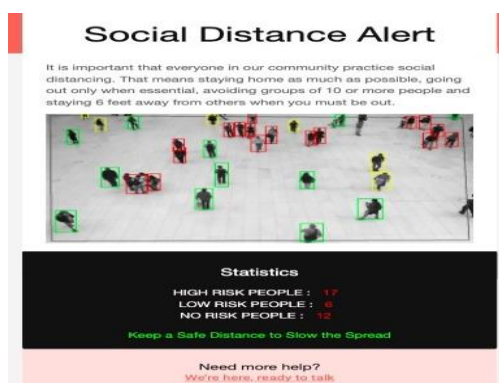 Social Distance Alert
It is important that everyone in our community practice social
distancing. That means staying home as much as possible, going
out only when essential, avoiding groups of 10 or more people and
staying 6 feet away from others when you must be out.
Statistics
HIGH RISK PEOPLE : 17
LOW RISK PEOPLE : 6
NO RISK PEOPLE : 12
Keep a Safe Distance to Slow the Spread
Need more help?
We're here, ready to talk